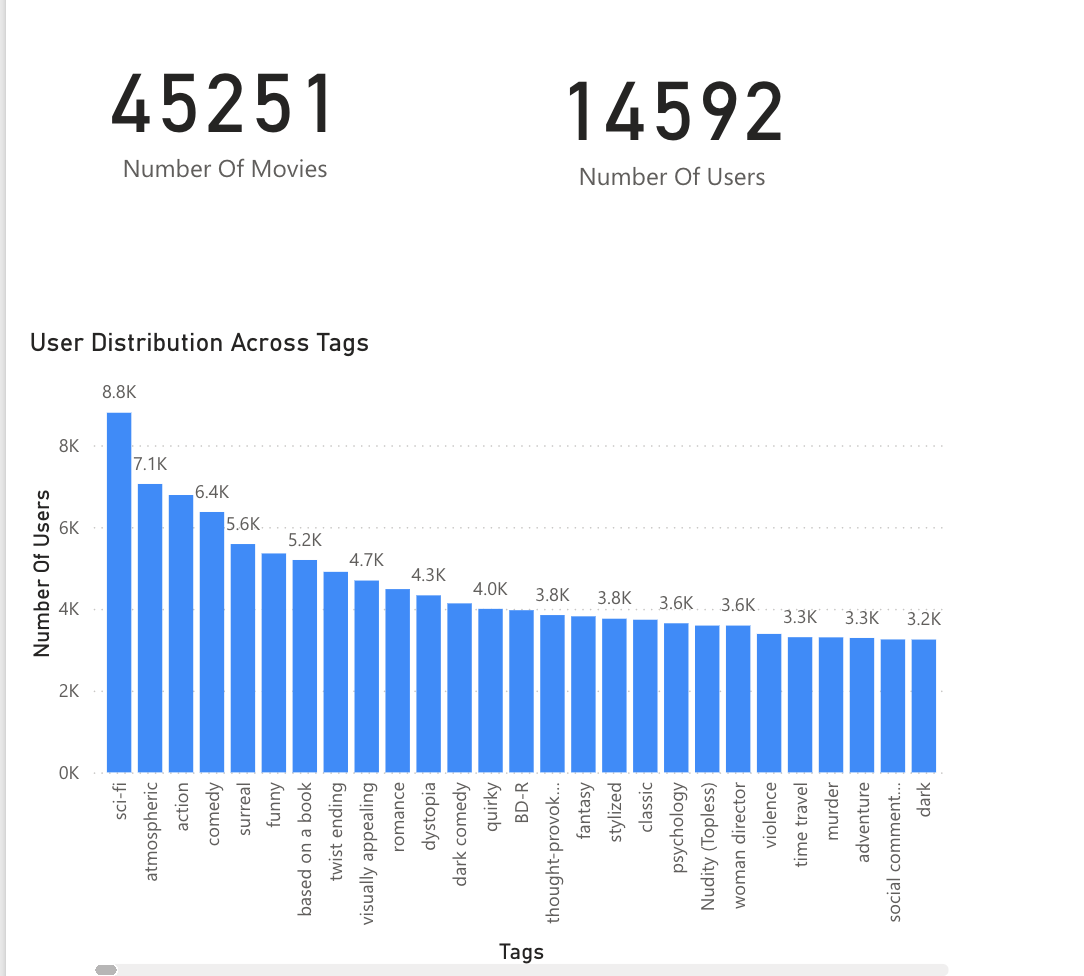 45251
Number Of Movies
14592
Number Of Users
User Distribution Across Tags
Number Of Users
8K
6K
4K
2K
0K
8.8K
7.1K
6.4K
5.6K
5.2K
4.7K
4.3K
4.0K
3.8K
3.8K
3.6K
3.6K
3.3K
3.3K
3.2K
sci-fi
atmospheric
action
comedy
surreal
funny
based on a book
twist ending
visually appealing
romance
dystopia
dark comedy
quirky
BD-R
thought-provok...
fantasy
stylized
classic
psychology
Nudity (Topless)
woman director
violence
time travel
murder
adventure
social comment...
dark
Tags